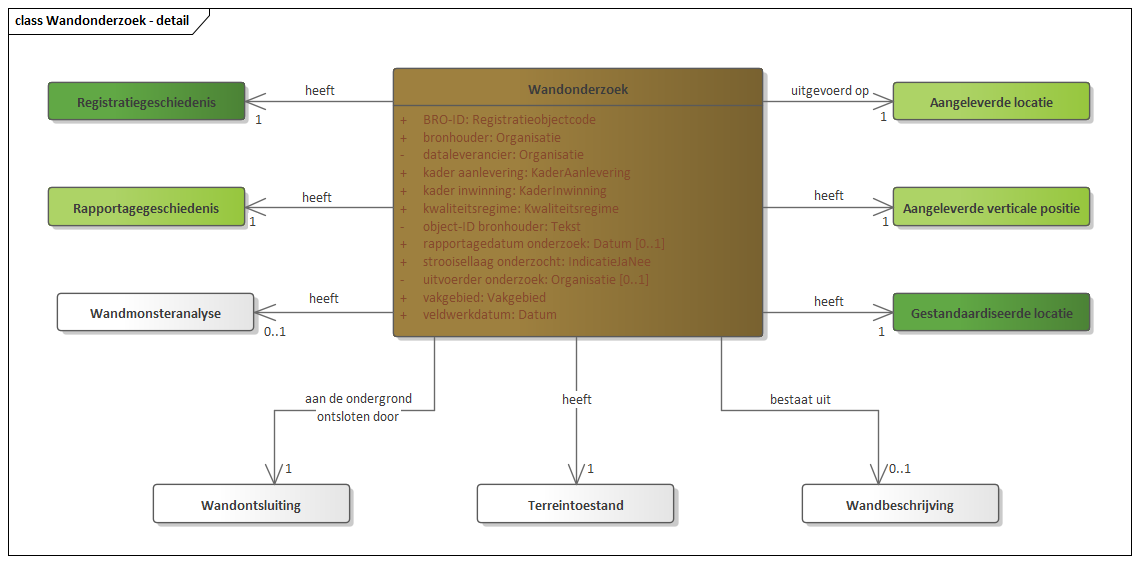 class Wandonderzoek - detail
Wandonderzoek
+ BRO-ID: Registratieobjectcode
+ bronhouder: Organisatie
- dataleverancier: Organisatie
+ kader aanlevering: KaderAanlevering
+ kader inwinning: KaderInwinning
+ kwaliteitsregime: Kwaliteitsregime
- object-ID bronhouder: Tekst
+ rapportagedatum onderzoek: Datum [0..1]
+ strooisellaag onderzocht: IndicatieJaNee
- uitvoerder onderzoek: Organisatie [0..1]
+ vakgebied: Vakgebied
+ veldwerkdatum: Datum
Registratiegeschiedenis
heeft
1
Rapportagegeschiedenis
heeft
1
Wandmonsteranalyse
heeft
0..1
uitgevoerd op
1
Aangeleverde locatie
heeft
1
Aangeleverde verticale positie
heeft
1
Gestandaardiseerde locatie
aan de ondergrond
ontsloten door
1
Wandontsluiting
heeft
1
Terreintoestand
bestaat uit
0..1
Wandbeschrijving